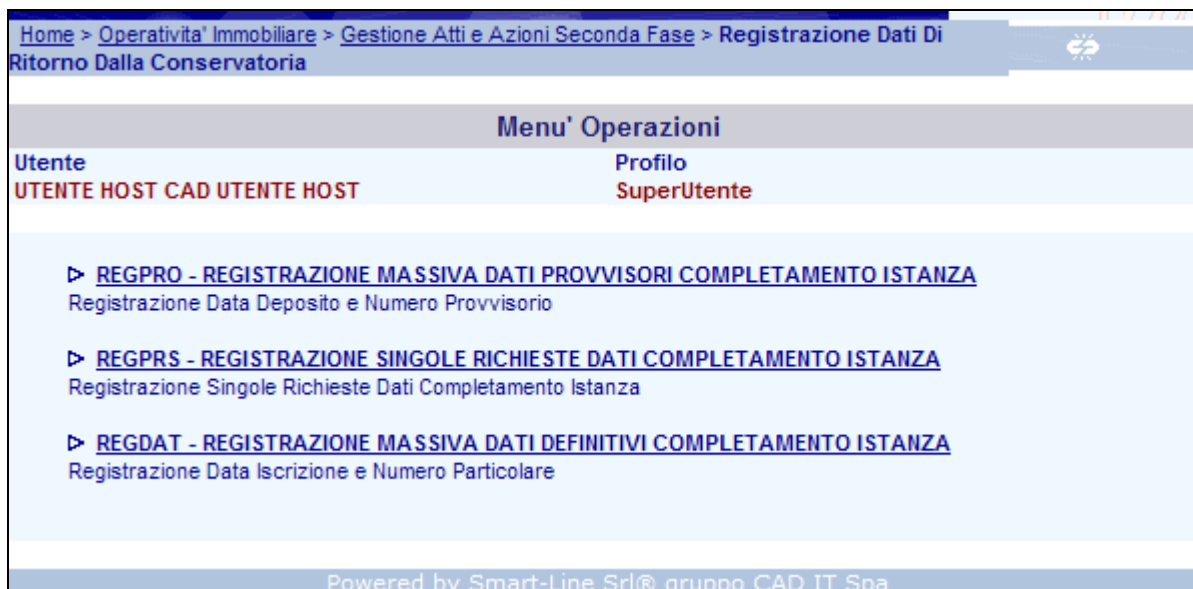 Home > Operativita' Immobiliare > Gestione Atti e Azioni Seconda Fase > Registrazione Dati Di
Ritorno Dalla Conservatoria
Menu' Operazioni
Utente Profilo
UTENTE HOST CAD UTENTE HOST SuperUtente
REGPRO - REGISTRAZIONE MASSIVA DATI PROVVISORI COMPLETAMENTO ISTANZA
Registrazione Data Deposito e Numero Provvisorio
REGPRS - REGISTRAZIONE SINGOLE RICHIESTE DATI COMPLETAMENTO ISTANZA
Registrazione Singole Richieste Dati Completamento Istanza
REGDAT - REGISTRAZIONE MASSIVA DATI DEFINITIVI COMPLETAMENTO ISTANZA
Registrazione Data Iscrizione e Numero Particolare
Powered by Smart-Line Srl® gruppo CAD IT Spa